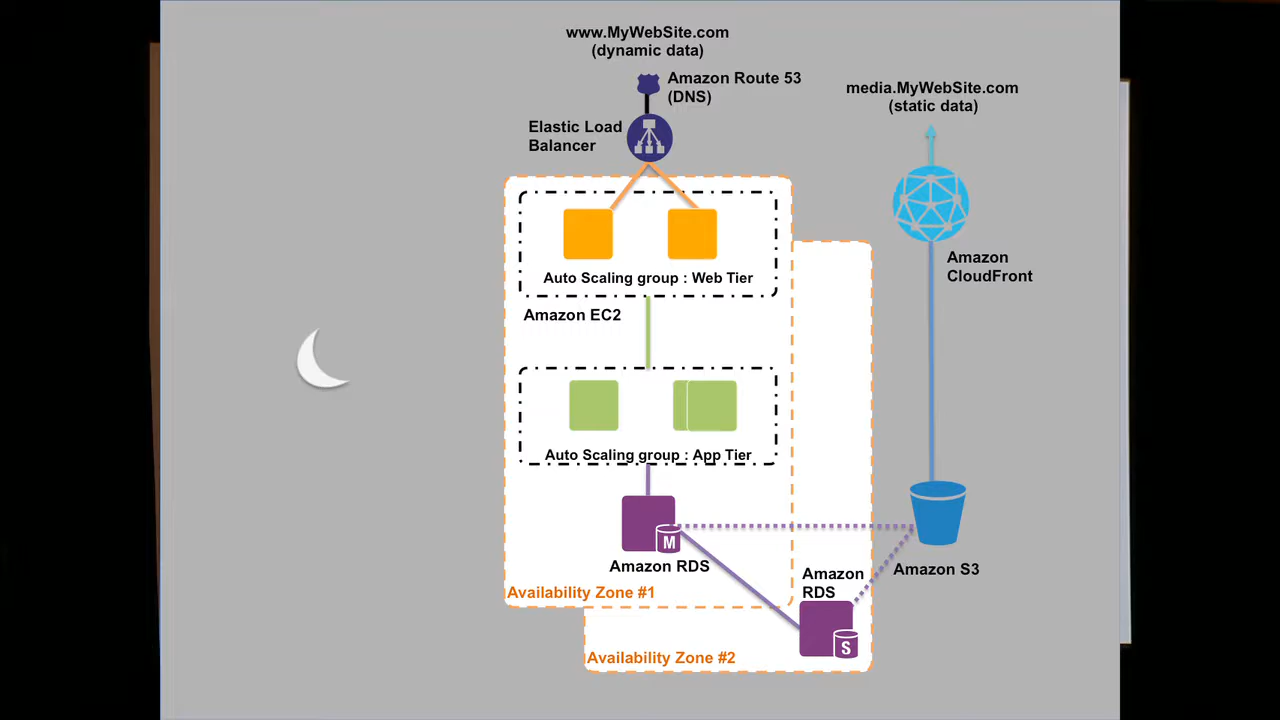 www.MyWebSite.com
(dynamic data)
Amazon Route 53
(DNS)
media.MyWebSite.com
(static data)
Elastic Load
Balancer
Auto Scaling group : Web Tier
Amazon
CloudFront
Amazon EC2
Auto Scaling group : App Tier
M
Amazon RDS
Amazon S3
Amazon
RDS
Availability Zone #1
S
Availability Zone #2